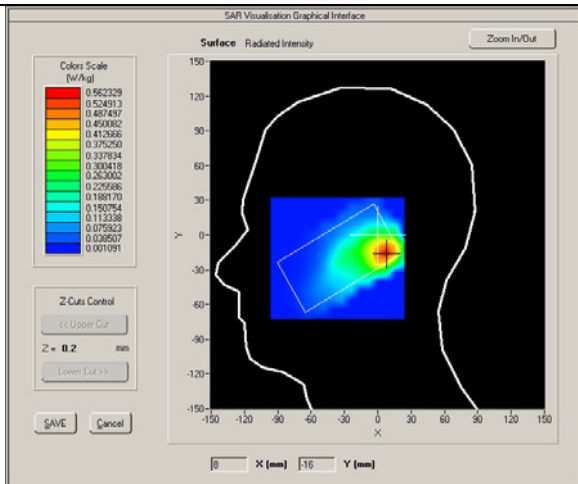 SAR Visualisation Graphical Interface
Surface Radiated Intensity
Zoom In/Out
Colors Scale
(W/kg)
0.562329
0.524913
0.487497
0.450082
0.412666
0.375250
0.337834
0.300418
0.263002
0.225586
0.188170
0.150754
0.113338
0.075923
0.038507
0.001091
150
120
90
60
30
0
-30
-60
-90
-120
-150
Y
-150 -120 -90 -60 -30 0 30 60 90 120 150
X
Z-Cuts Control
<< Upper Cut
Z = 0.2 mm
Lower Cut >>
SAVE Cancel
8 X (mm) -16 Y (mm)